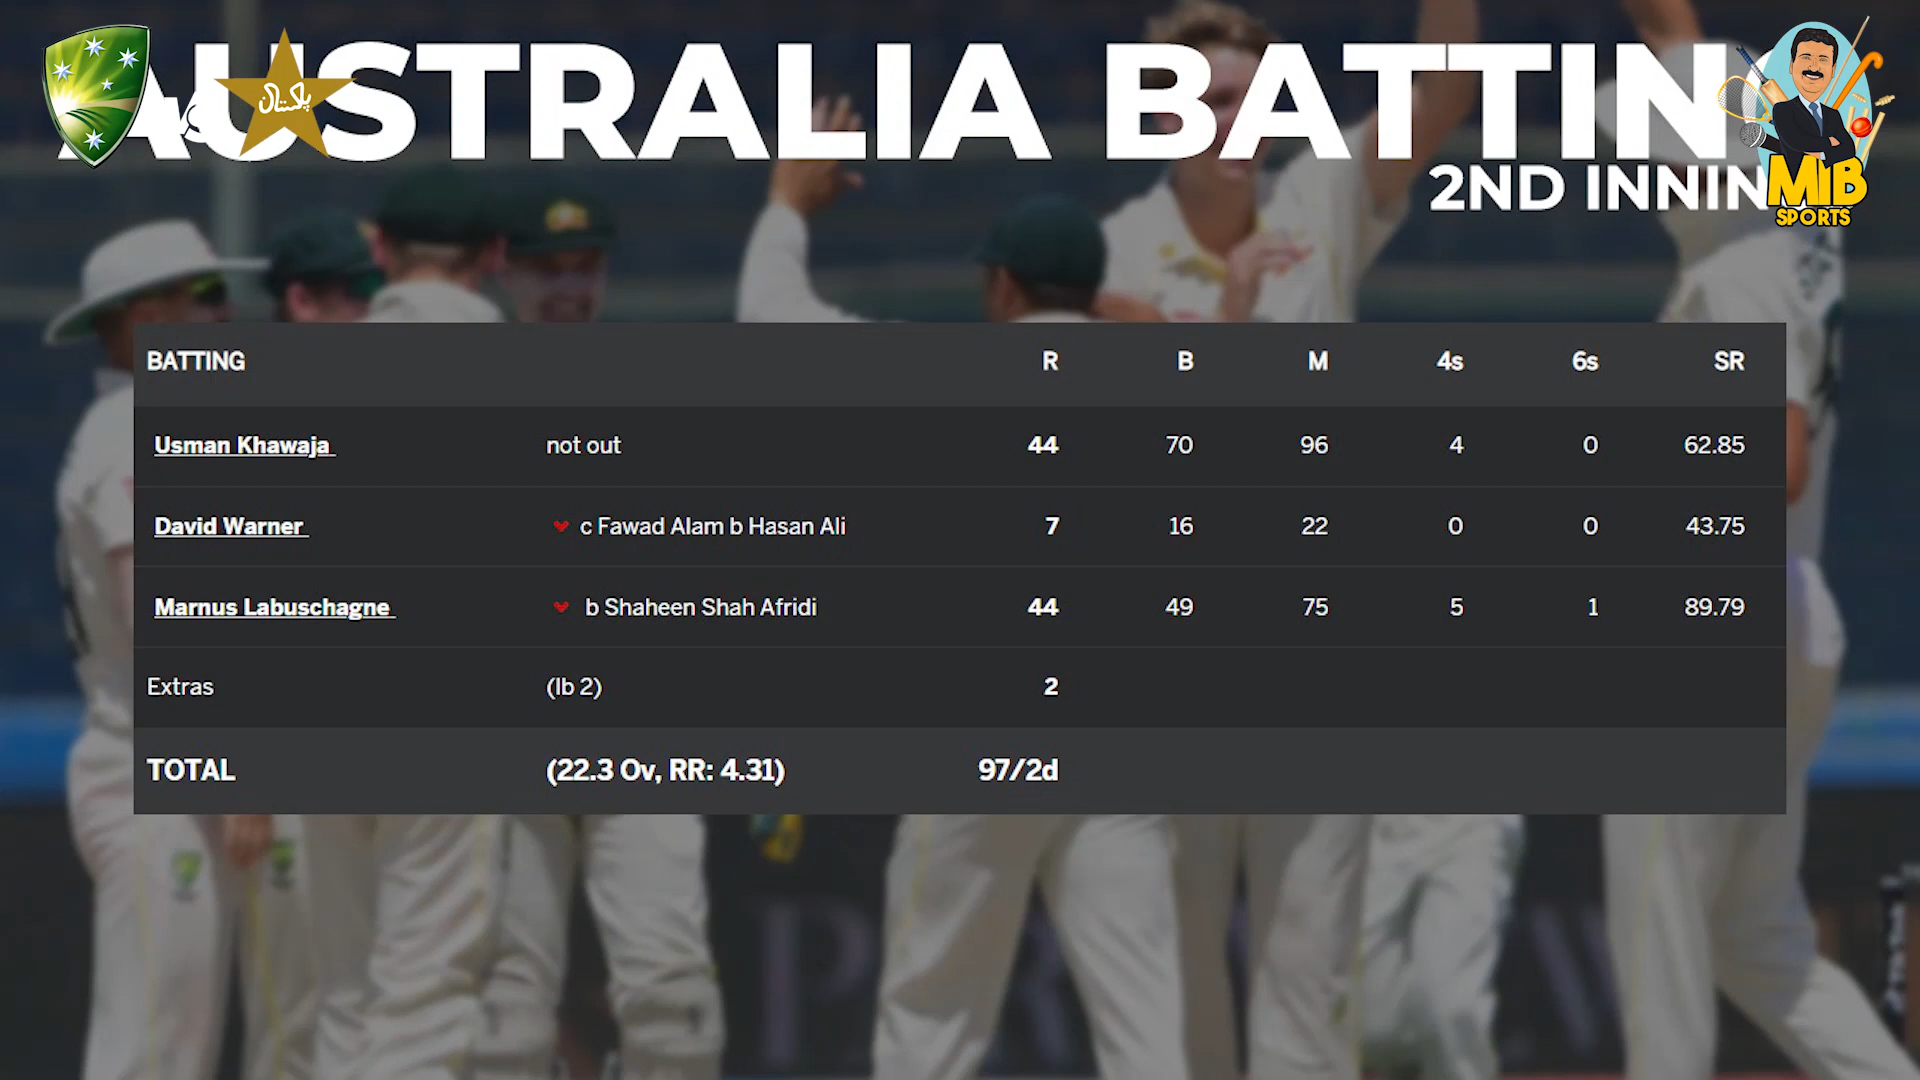 AUSTRALIA BATTIN
vs
پاکستان
2ND INNIN
MIB
SPORTS
BATTING R B M 4s 6s SR
Usman Khawaja not out 44 70 96 4 0 62.85
David Warner c Fawad Alam b Hasan Ali 7 16 22 0 0 43.75
Marnus Labuschagne b Shaheen Shah Afridi 44 49 75 5 1 89.79
Extras (lb 2) 2
TOTAL (22.3 Ov, RR: 4.31) 97/2d